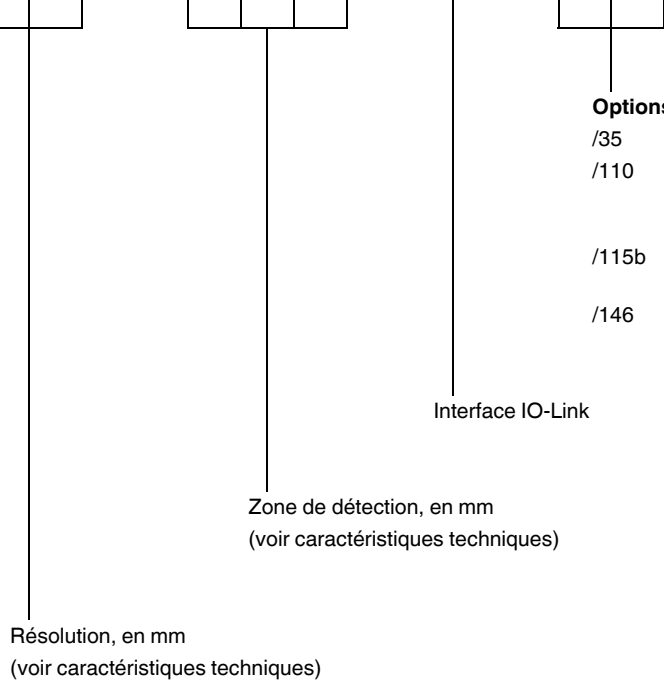 Options
/35
/110
/115b
/146
Interface IO-Link
Zone de détection, en mm
(voir caractéristiques techniques)
Résolution, en mm
(voir caractéristiques techniques)